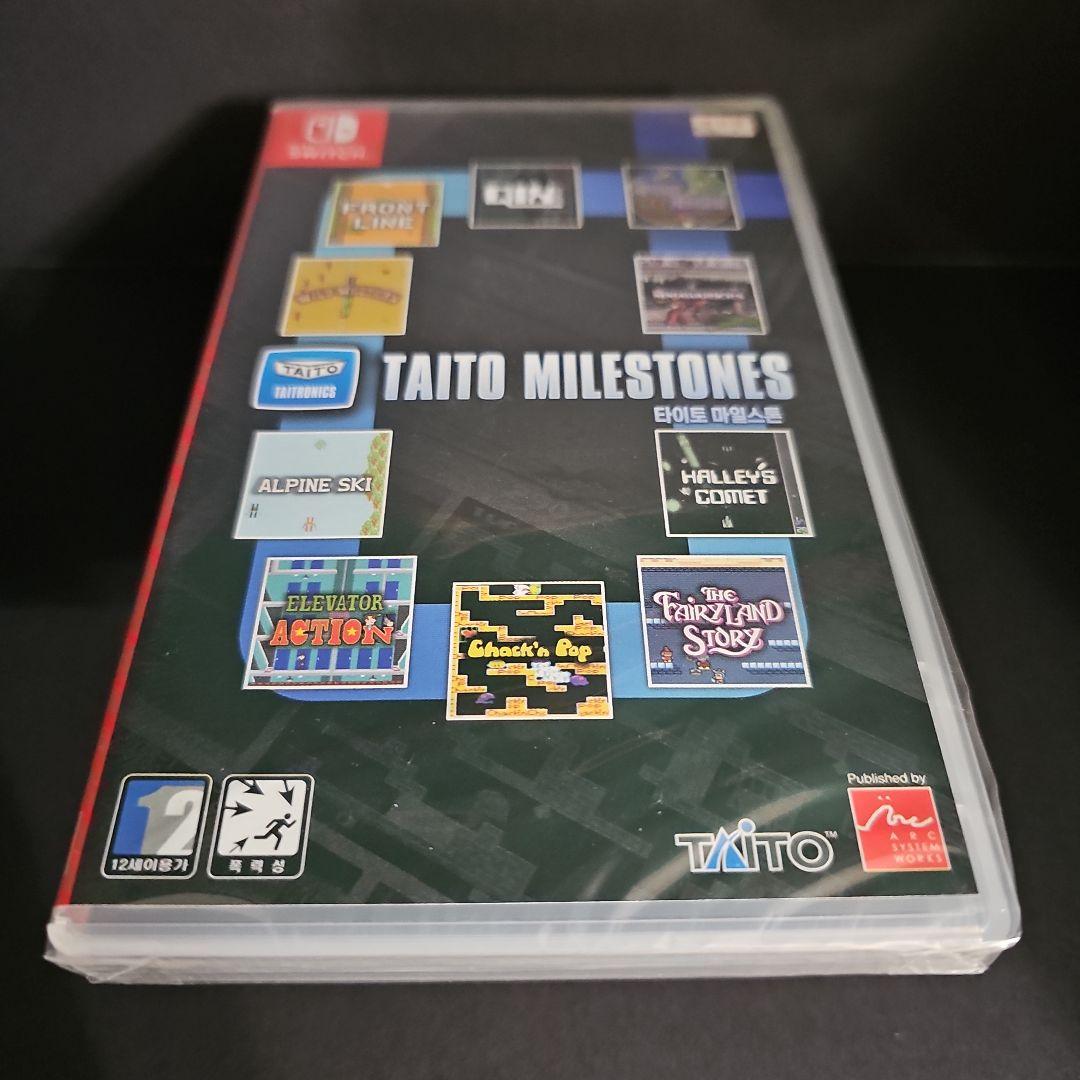 SWITCH
FRONT
LINE
QIX
TAITO
TAITRONICS
TAITO MILESTONES
타이토 마일스톤
ALPINE SKI
HALLEY'S
COMET
ELEVATOR
ACTION
Chack'n Pop
THE
FAIRYLAND
STORY
12
12세이용가
폭력성
Published by
TAITO™
ARC
SYSTEM
WORKS